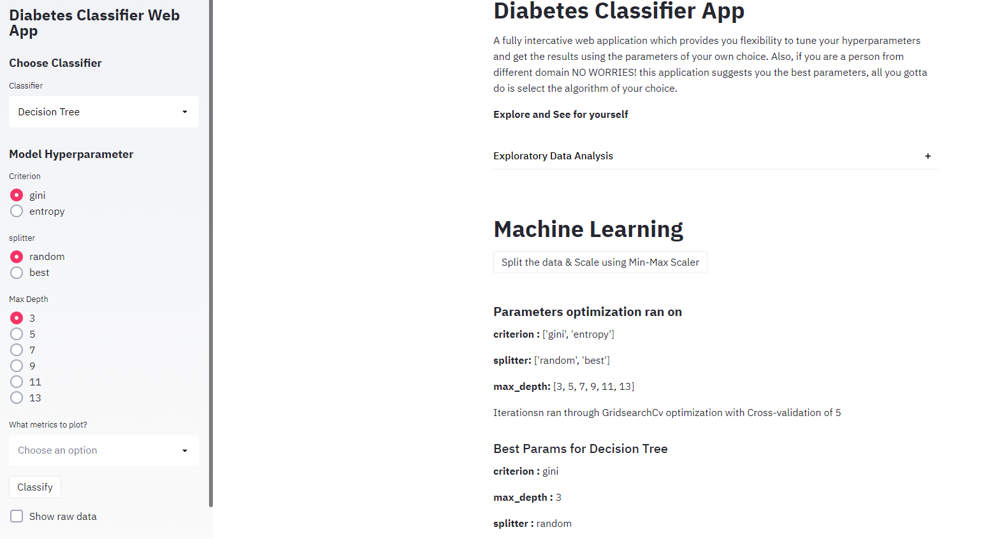 Diabetes Classifier Web
App
Choose Classifier
Classifier
Decision Tree
Model Hyperparameter
Criterion
gini
entropy
splitter
random
best
Max Depth
3
5
7
9
11
13
What metrics to plot?
Choose an option
Classify
Show raw data
Diabetes Classifier App
A fully intercative web application which provides you flexibility to tune your hyperparameters
and get the results using the parameters of your own choice. Also, if you are a person from
different domain NO WORRIES! this application suggests you the best parameters, all you gotta
do is select the algorithm of your choice.
Explore and See for yourself
Exploratory Data Analysis +
Machine Learning
Split the data & Scale using Min-Max Scaler
Parameters optimization ran on
criterion : ['gini', 'entropy']
splitter: ['random', 'best']
max_depth: [3, 5, 7, 9, 11, 13]
Iterationsn ran through GridsearchCv optimization with Cross-validation of 5
Best Params for Decision Tree
criterion : gini
max_depth : 3
splitter : random